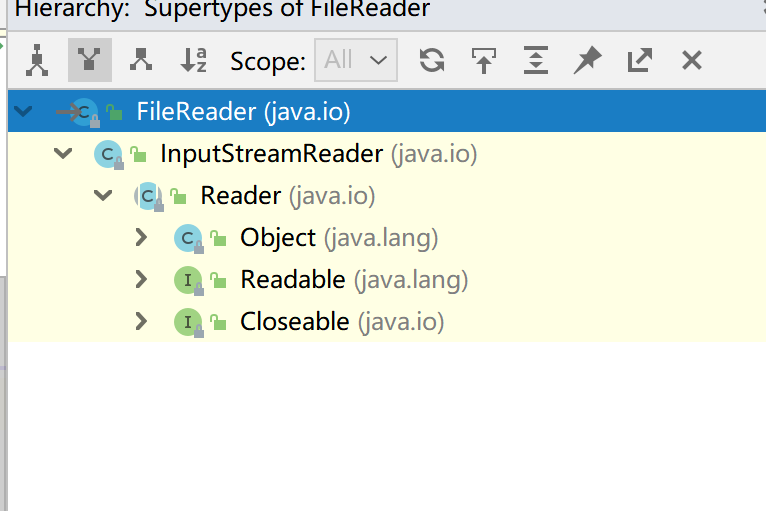 Hierarchy: Supertypes of FileReader
Scope: All
FileReader (java.io)
InputStreamReader (java.io)
Reader (java.io)
Object (java.lang)
Readable (java.lang)
Closeable (java.io)